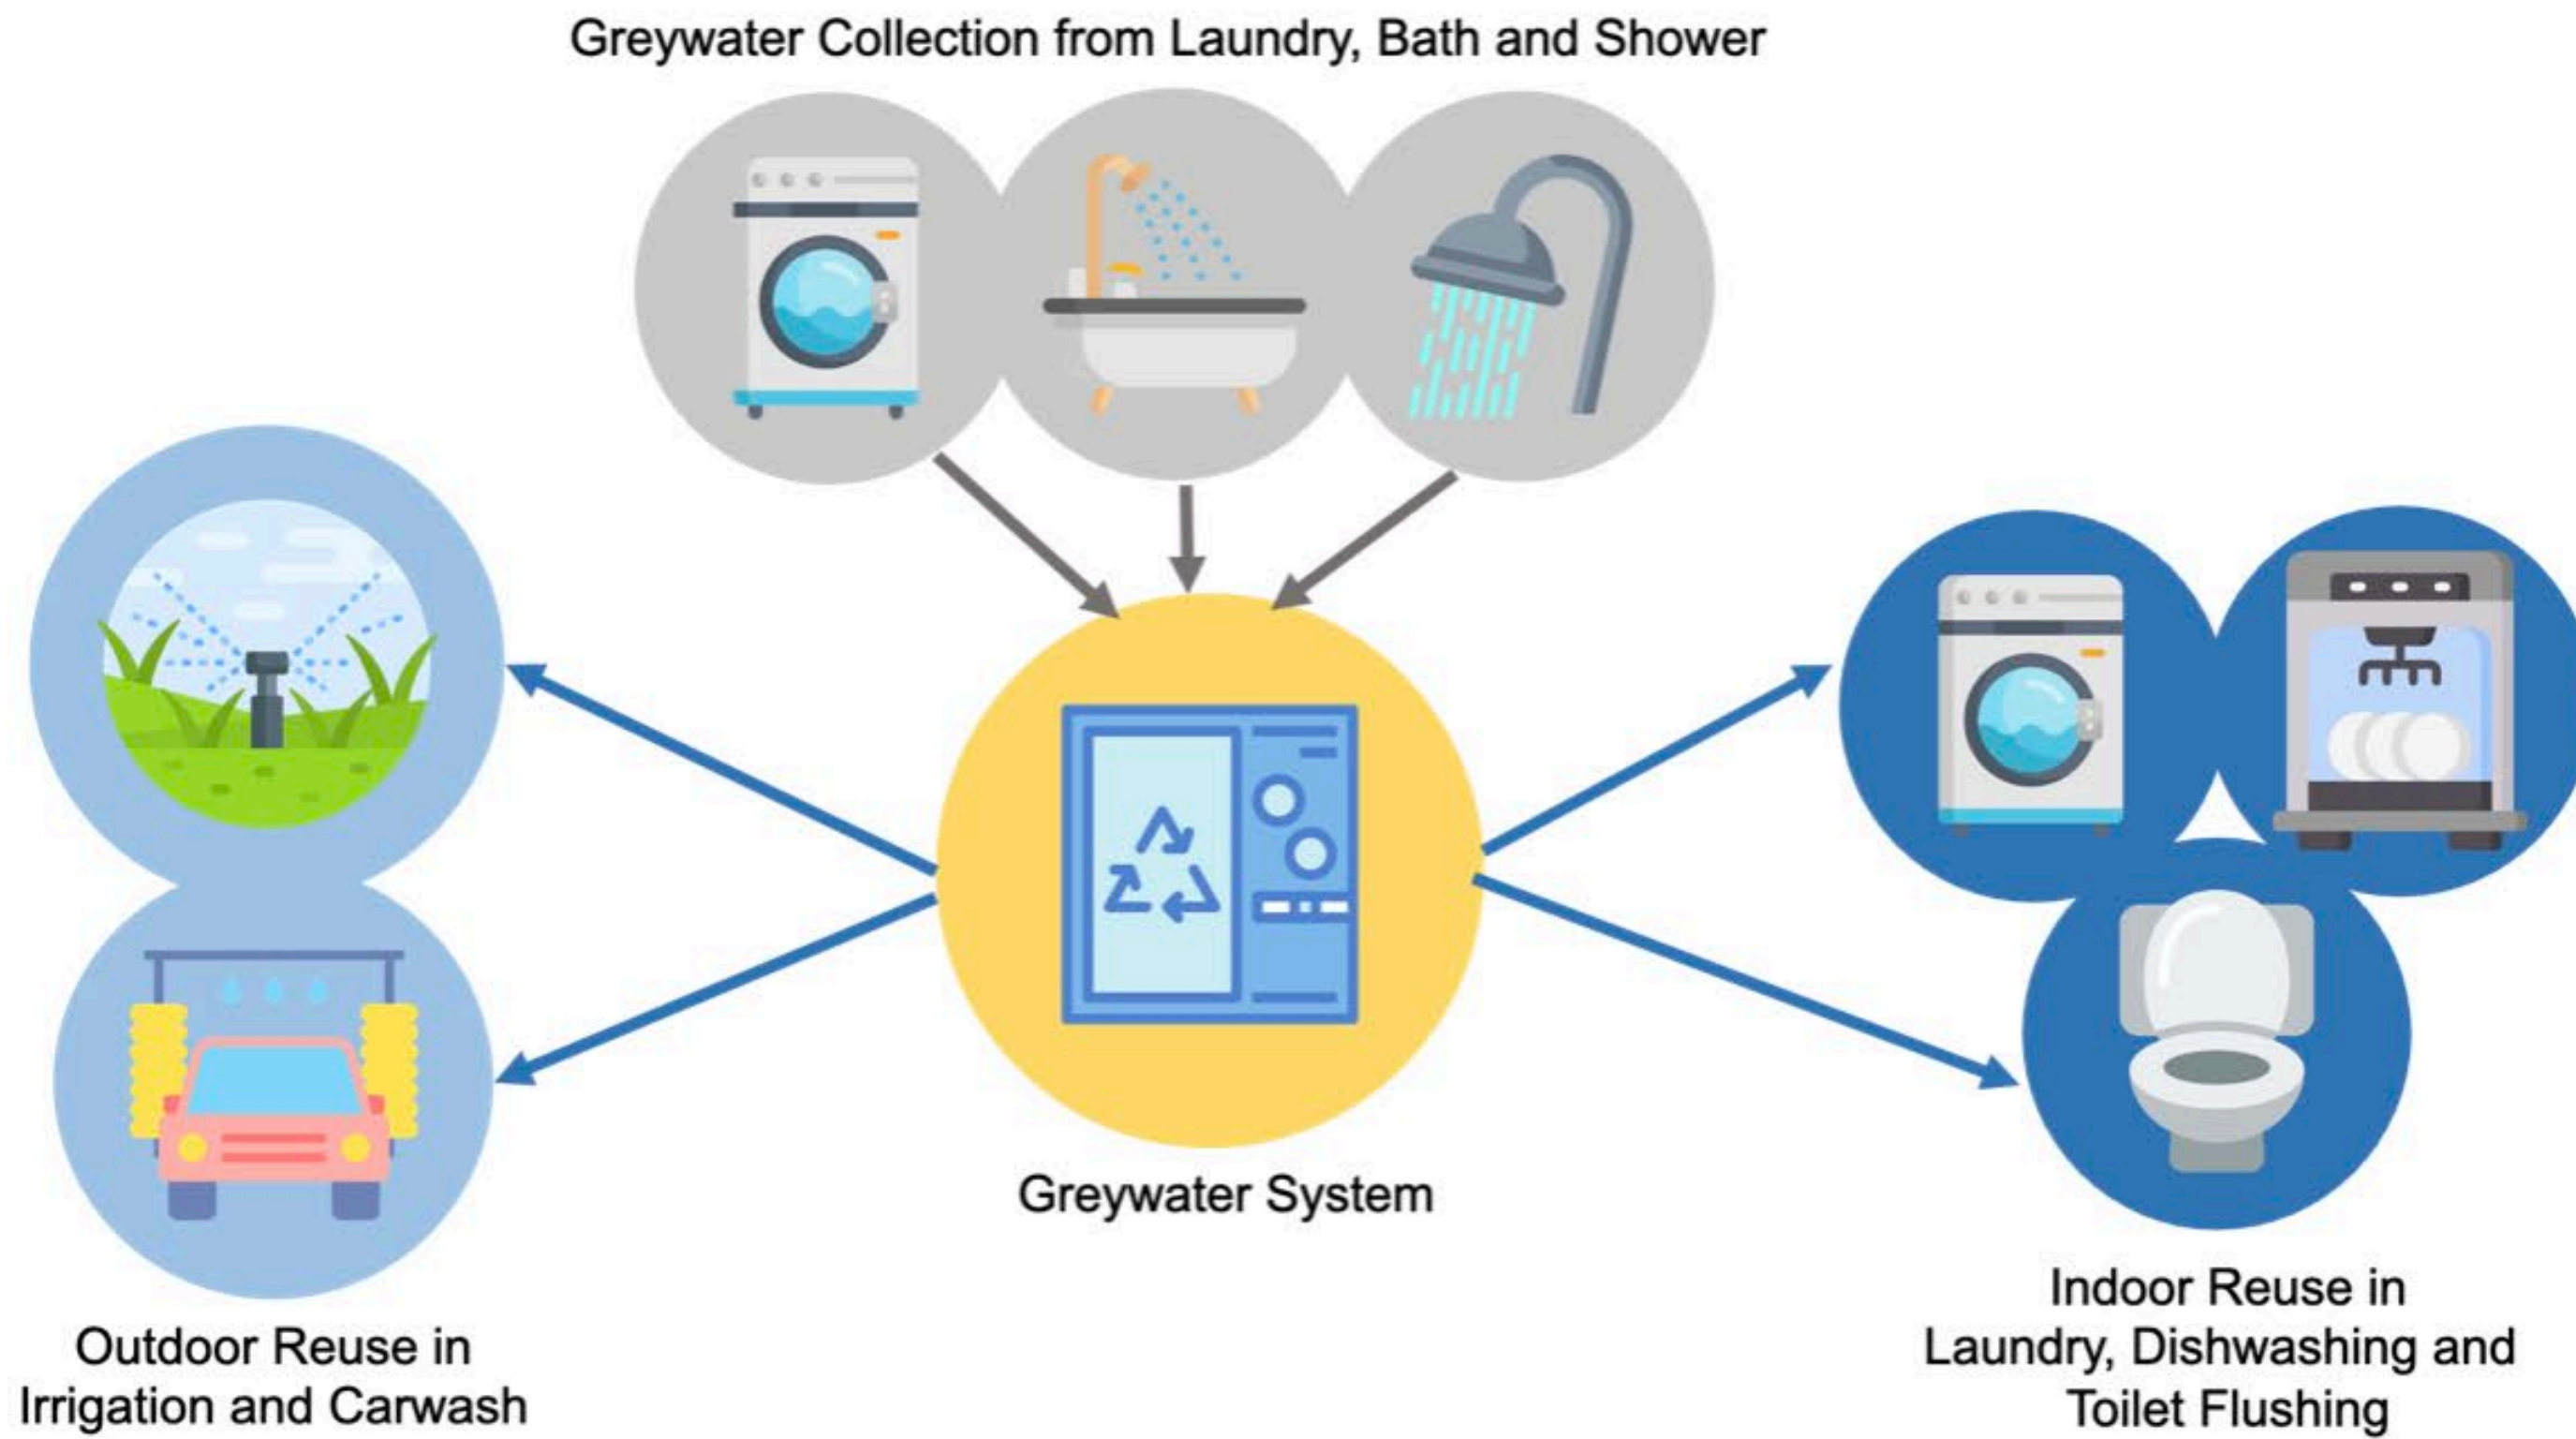 Greywater Collection from Laundry, Bath and Shower
Greywater System
Outdoor Reuse in
Irrigation and Carwash
Indoor Reuse in
Laundry, Dishwashing and
Toilet Flushing